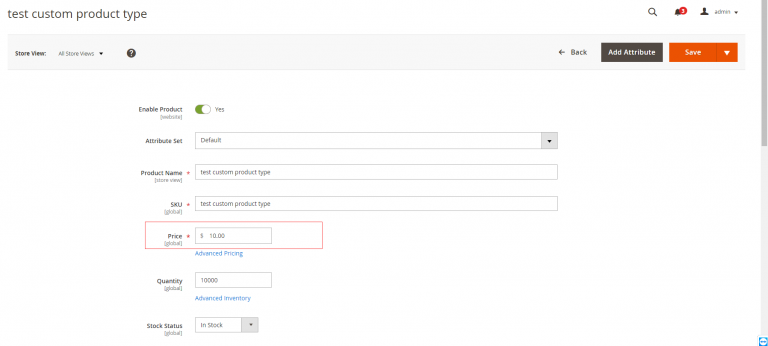 test custom product type
3
admin
Store View: All Store Views ?
Back
Add Attribute
Save
Enable Product
[website]
Yes
Attribute Set
Default
Product Name *
[store view]
test custom product type
SKU *
[global]
test custom product type
Price *
[global]
$ 10.00
Advanced Pricing
Quantity
[global]
10000
Advanced Inventory
Stock Status
[global]
In Stock